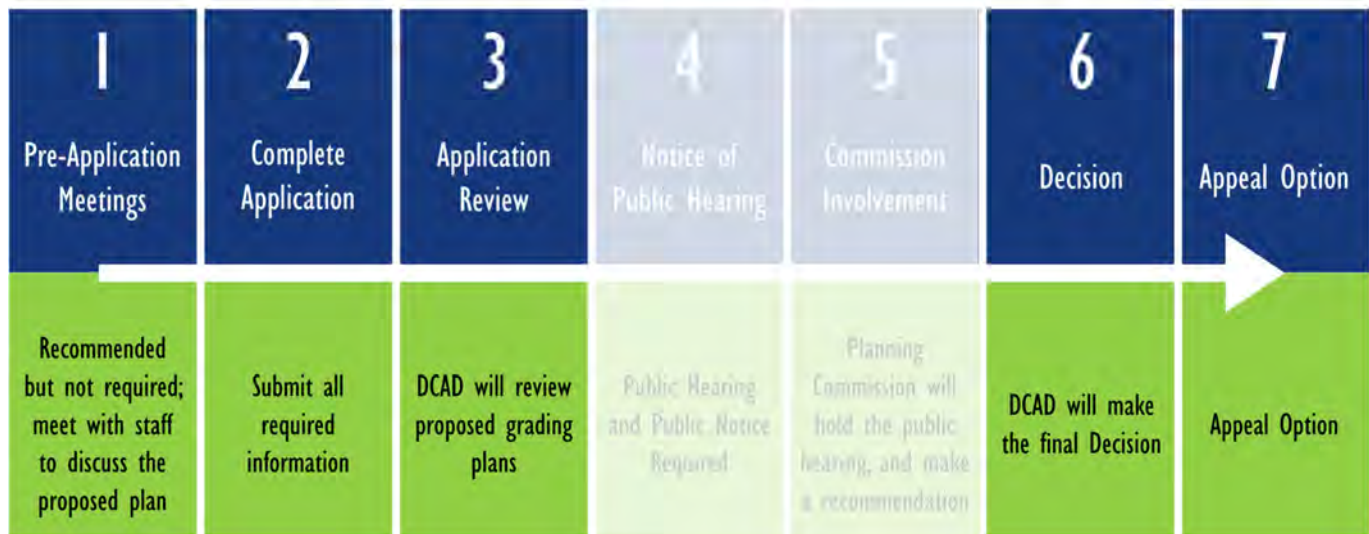 1
Pre-Application
Meetings
Recommended
but not required;
meet with staff
to discuss the
proposed plan
2
Complete
Application
Submit all
required
information
3
Application
Review
DCAD will review
proposed grading
plans
4
Notice of
Public Hearing
Public Hearing
and Public Notice
Required
5
Commission
Involvement
Planning
Commission will
hold the public
hearing, and make
a recommendation
6
Decision
DCAD will make
the final Decision
7
Appeal Option
Appeal Option